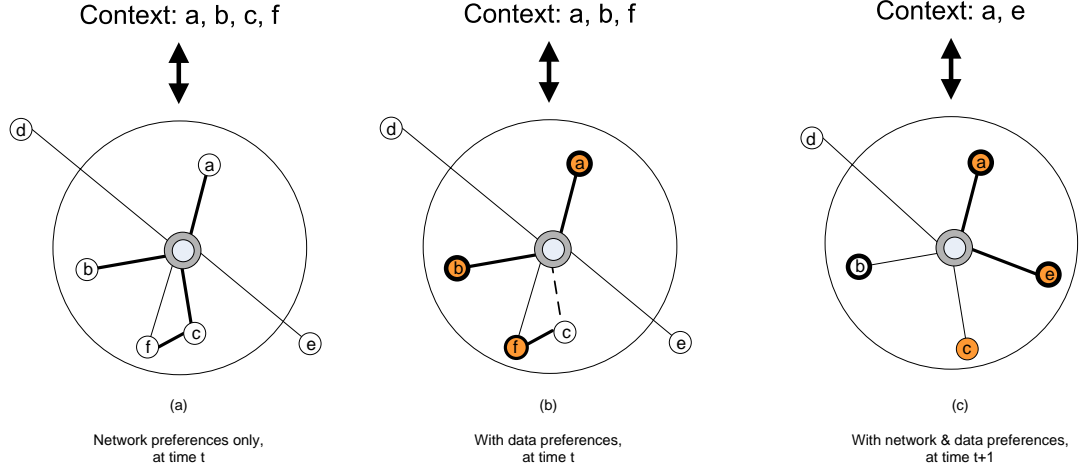 Context: a, b, c, f
d
a
b
c
f
e
(a)
Network preferences only,
at time t
Context: a, b, f
d
a
b
c
f
e
(b)
With data preferences,
at time t
Context: a, e
d
a
b
e
c
(c)
With network & data preferences,
at time t+1